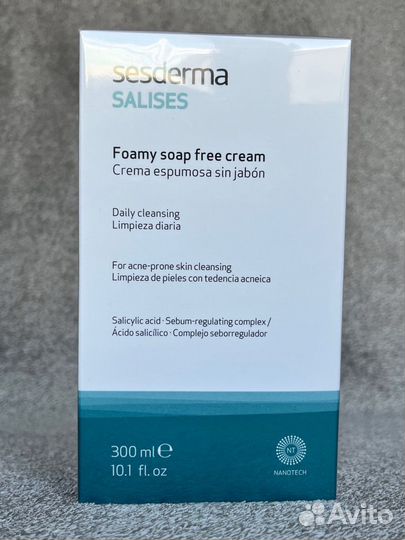 sesderma
SALISES
Foamy soap free cream
Crema espumosa sin jabón
Daily cleansing
Limpieza diaria
For acne-prone skin cleansing
Limpieza de pieles con tedencia acneica
Salicylic acid · Sebum-regulating complex /
Ácido salicílico · Complejo seborregulador
300 ml ℮
10.1 fl. oz
NT
NANOTECH
Avito